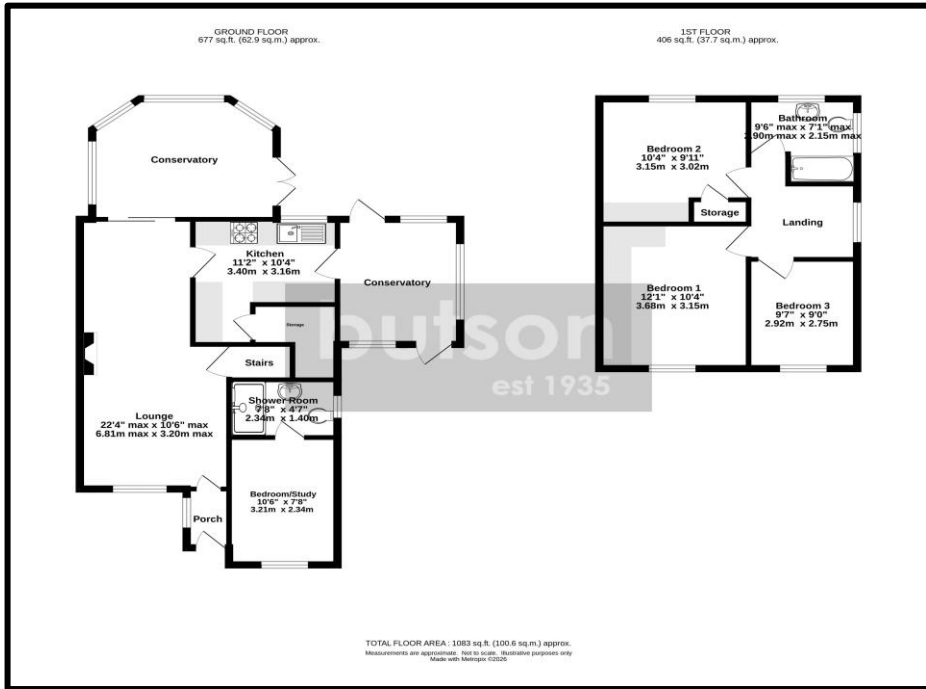 GROUND FLOOR
677 sq.ft. (62.9 sq.m.) approx.
Conservatory
Kitchen
11'2" x 10'4"
3.40m x 3.16m
Conservatory
Storage
Stairs
Shower Room
7'8" x 4'7"
2.34m x 1.40m
Lounge
22'4" max x 10'6" max
6.81m max x 3.20m max
Bedroom/Study
10'6" x 7'8"
3.21m x 2.34m
Porch
1ST FLOOR
406 sq.ft. (37.7 sq.m.) approx.
Bathroom
9'6" max x 7'1" max
2.90m max x 2.15m max
Bedroom 2
10'4" x 9'11"
3.15m x 3.02m
Storage
Landing
Bedroom 1
12'1" x 10'4"
3.68m x 3.15m
Bedroom 3
9'7" x 9'0"
2.92m x 2.75m
butson
est 1935
TOTAL FLOOR AREA : 1083 sq.ft. (100.6 sq.m.) approx.
Measurements are approximate. Not to scale. Illustrative purposes only
Made with Metropix ©2026